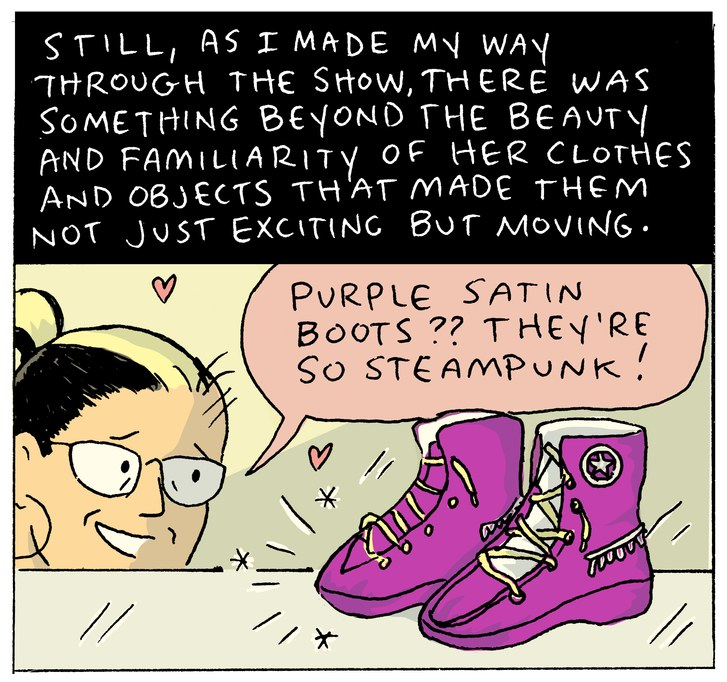 STILL, AS I MADE MY WAY
THROUGH THE SHOW, THERE WAS
SOMETHING BEYOND THE BEAUTY
AND FAMILIARITY OF HER CLOTHES
AND OBJECTS THAT MADE THEM
NOT JUST EXCITING BUT MOVING.
PURPLE SATIN
BOOTS?? THEY'RE
SO STEAMPUNK!